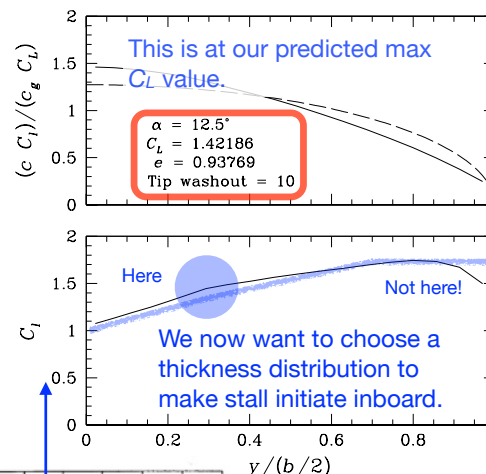 2
1.5
1
0.5
0
(c C_l)/(c_g C_L)
This is at our predicted max
C_L value.
α = 12.5°
C_L = 1.42186
e = 0.93769
Tip washout = 10
2
1.5
1
0.5
0
C_l
Here
Not here!
We now want to choose a
thickness distribution to
make stall initiate inboard.
0 0.2 0.4 0.6 0.8
y/(b/2)